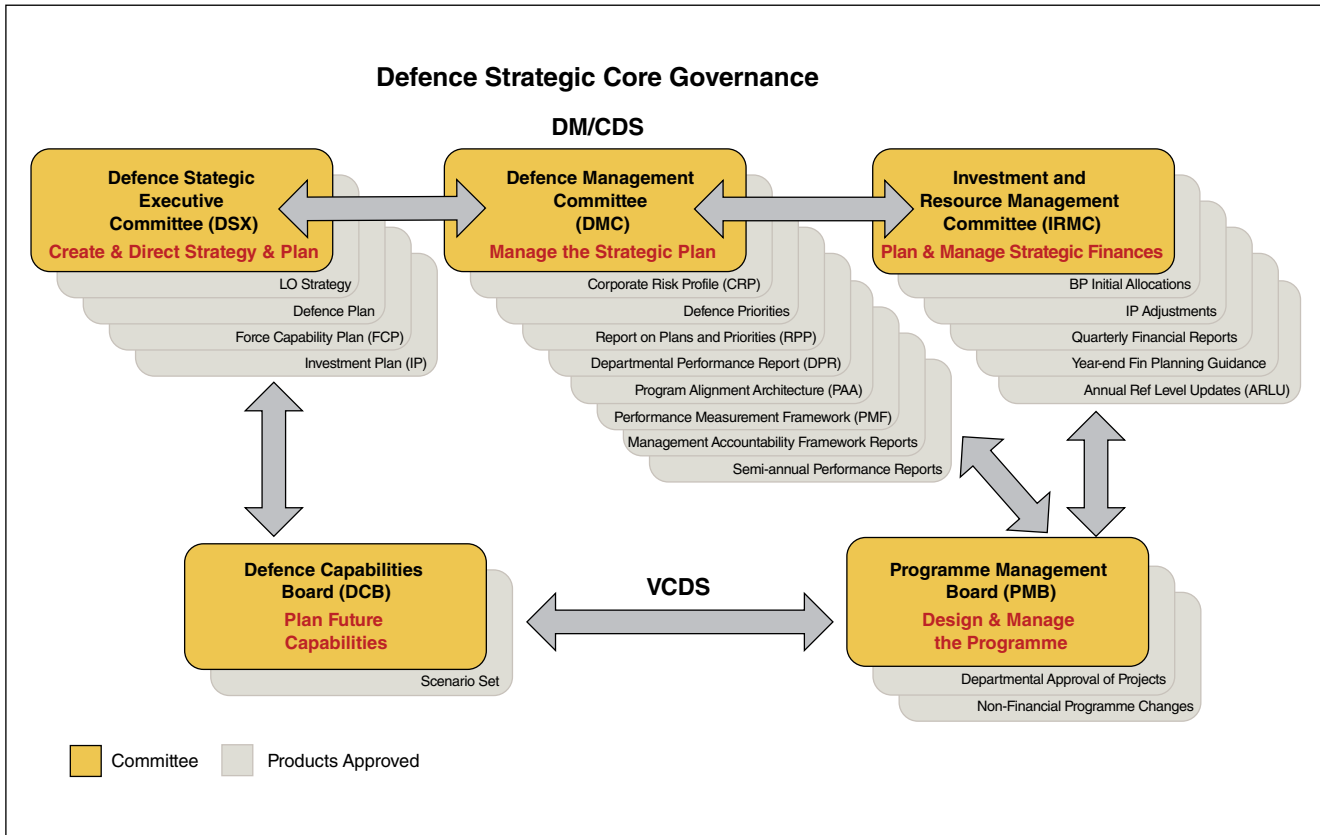 Defence Strategic Core Governance
DM/CDS
Defence Stategic
Executive
Committee (DSX)
Create & Direct Strategy & Plan
LO Strategy
Defence Plan
Force Capability Plan (FCP)
Investment Plan (IP)
Defence Management
Committee
(DMC)
Manage the Strategic Plan
Corporate Risk Profile (CRP)
Defence Priorities
Report on Plans and Priorities (RPP)
Departmental Performance Report (DPR)
Program Alignment Architecture (PAA)
Performance Measurement Framework (PMF)
Management Accountability Framework Reports
Semi-annual Performance Reports
Investment and
Resource Management
Committee (IRMC)
Plan & Manage Strategic Finances
BP Initial Allocations
IP Adjustments
Quarterly Financial Reports
Year-end Fin Planning Guidance
Annual Ref Level Updates (ARLU)
Defence Capabilities
Board (DCB)
Plan Future
Capabilities
Scenario Set
VCDS
Programme Management
Board (PMB)
Design & Manage
the Programme
Departmental Approval of Projects
Non-Financial Programme Changes
Committee
Products Approved